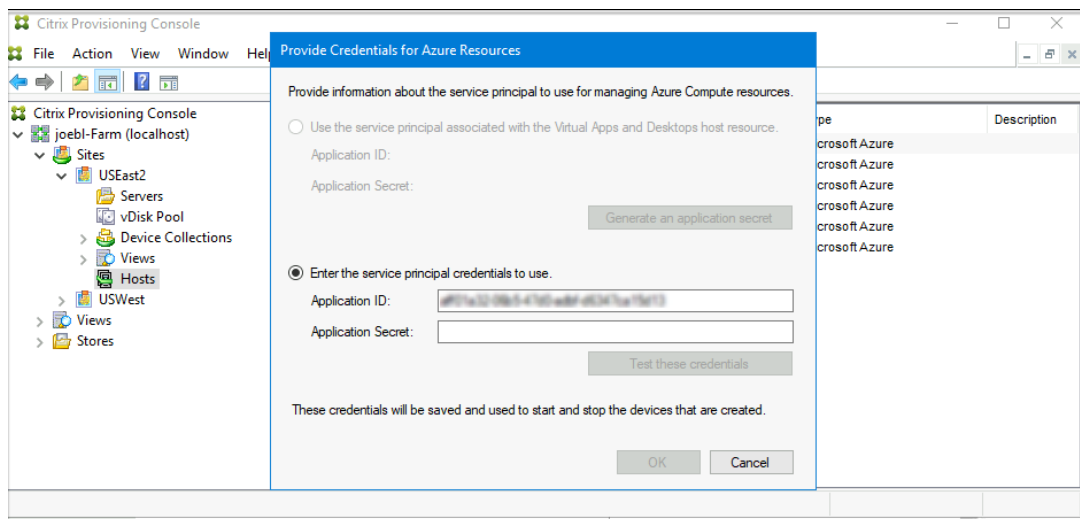 Citrix Provisioning Console
File Action View Window Hel
Provide Credentials for Azure Resources
Citrix Provisioning Console
joebl-Farm (localhost)
Sites
USEast2
Servers
vDisk Pool
Device Collections
Views
Hosts
USWest
Views
Stores
Provide information about the service principal to use for managing Azure Compute resources.
Use the service principal associated with the Virtual Apps and Desktops host resource.
Application ID:
Application Secret:
Generate an application secret
Enter the service principal credentials to use.
Application ID:
Application Secret:
Test these credentials
These credentials will be saved and used to start and stop the devices that are created.
OK Cancel
pe Description
crosoft Azure
crosoft Azure
crosoft Azure
crosoft Azure
crosoft Azure
crosoft Azure